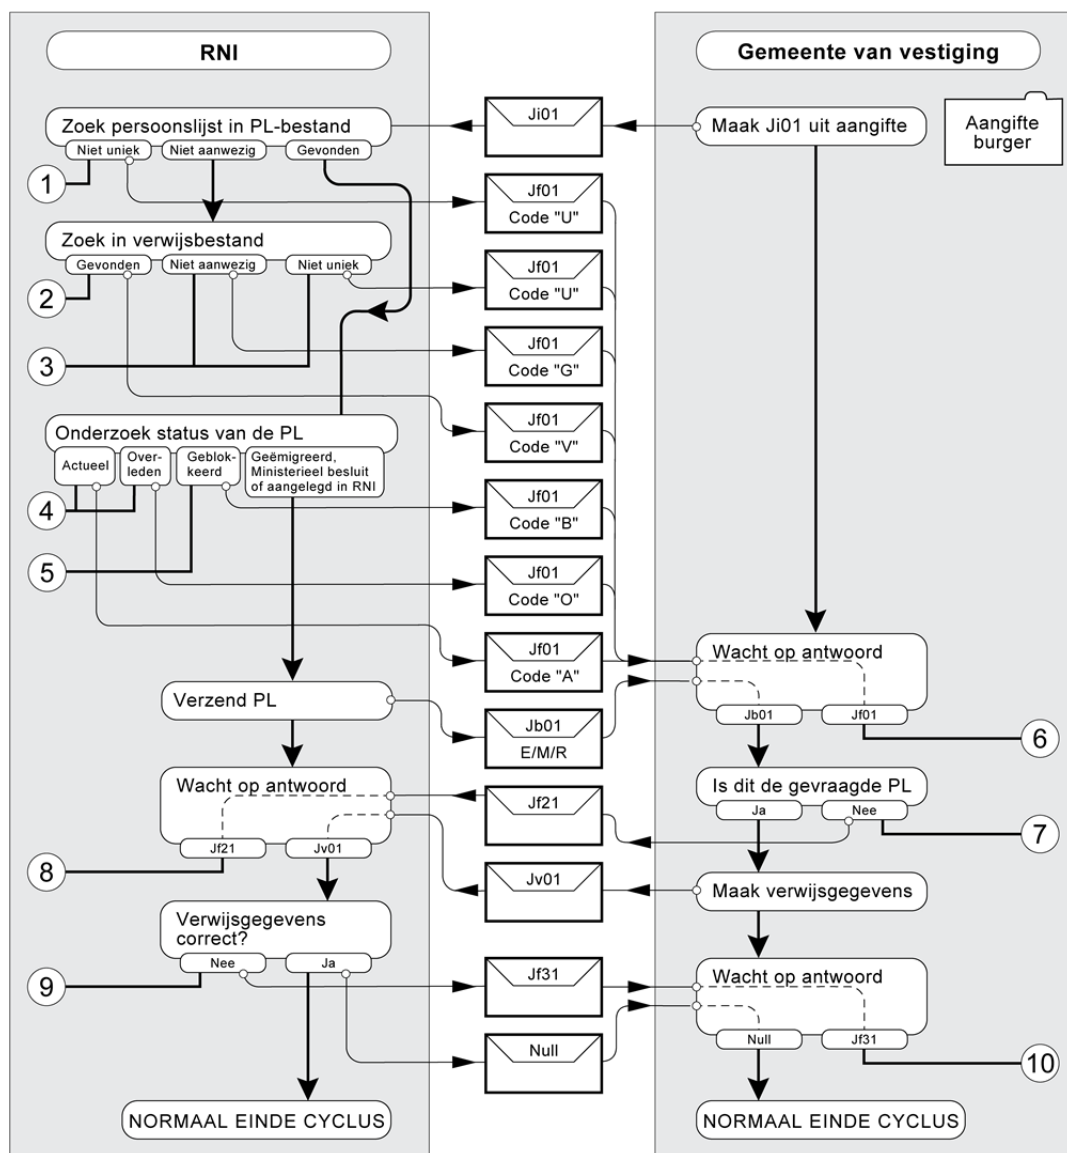 RNI
Gemeente van vestiging
Zoek persoonslijst in PL-bestand
Niet uniek
Niet aanwezig
Gevonden
Ji01
Maak Ji01 uit aangifte
Aangifte
burger
1
Jf01
Code "U"
Zoek in verwijsbestand
Gevonden
Niet aanwezig
Niet uniek
2
Jf01
Code "U"
3
Jf01
Code "G"
Jf01
Code "V"
Onderzoek status van de PL
Actueel
Over-
leden
Geblok-
keerd
Geëmigreerd,
Ministerieel besluit
of aangelegd in RNI
4
Jf01
Code "B"
5
Jf01
Code "O"
Jf01
Code "A"
Wacht op antwoord
Jb01
Jf01
6
Verzend PL
Jb01
E/M/R
Wacht op antwoord
Jf21
Jv01
8
Jf21
Is dit de gevraagde PL
Ja
Nee
7
Jv01
Maak verwijsgegevens
Verwijsgegevens
correct?
Nee
Ja
9
Jf31
Wacht op antwoord
Null
Jf31
10
Null
NORMAAL EINDE CYCLUS
NORMAAL EINDE CYCLUS